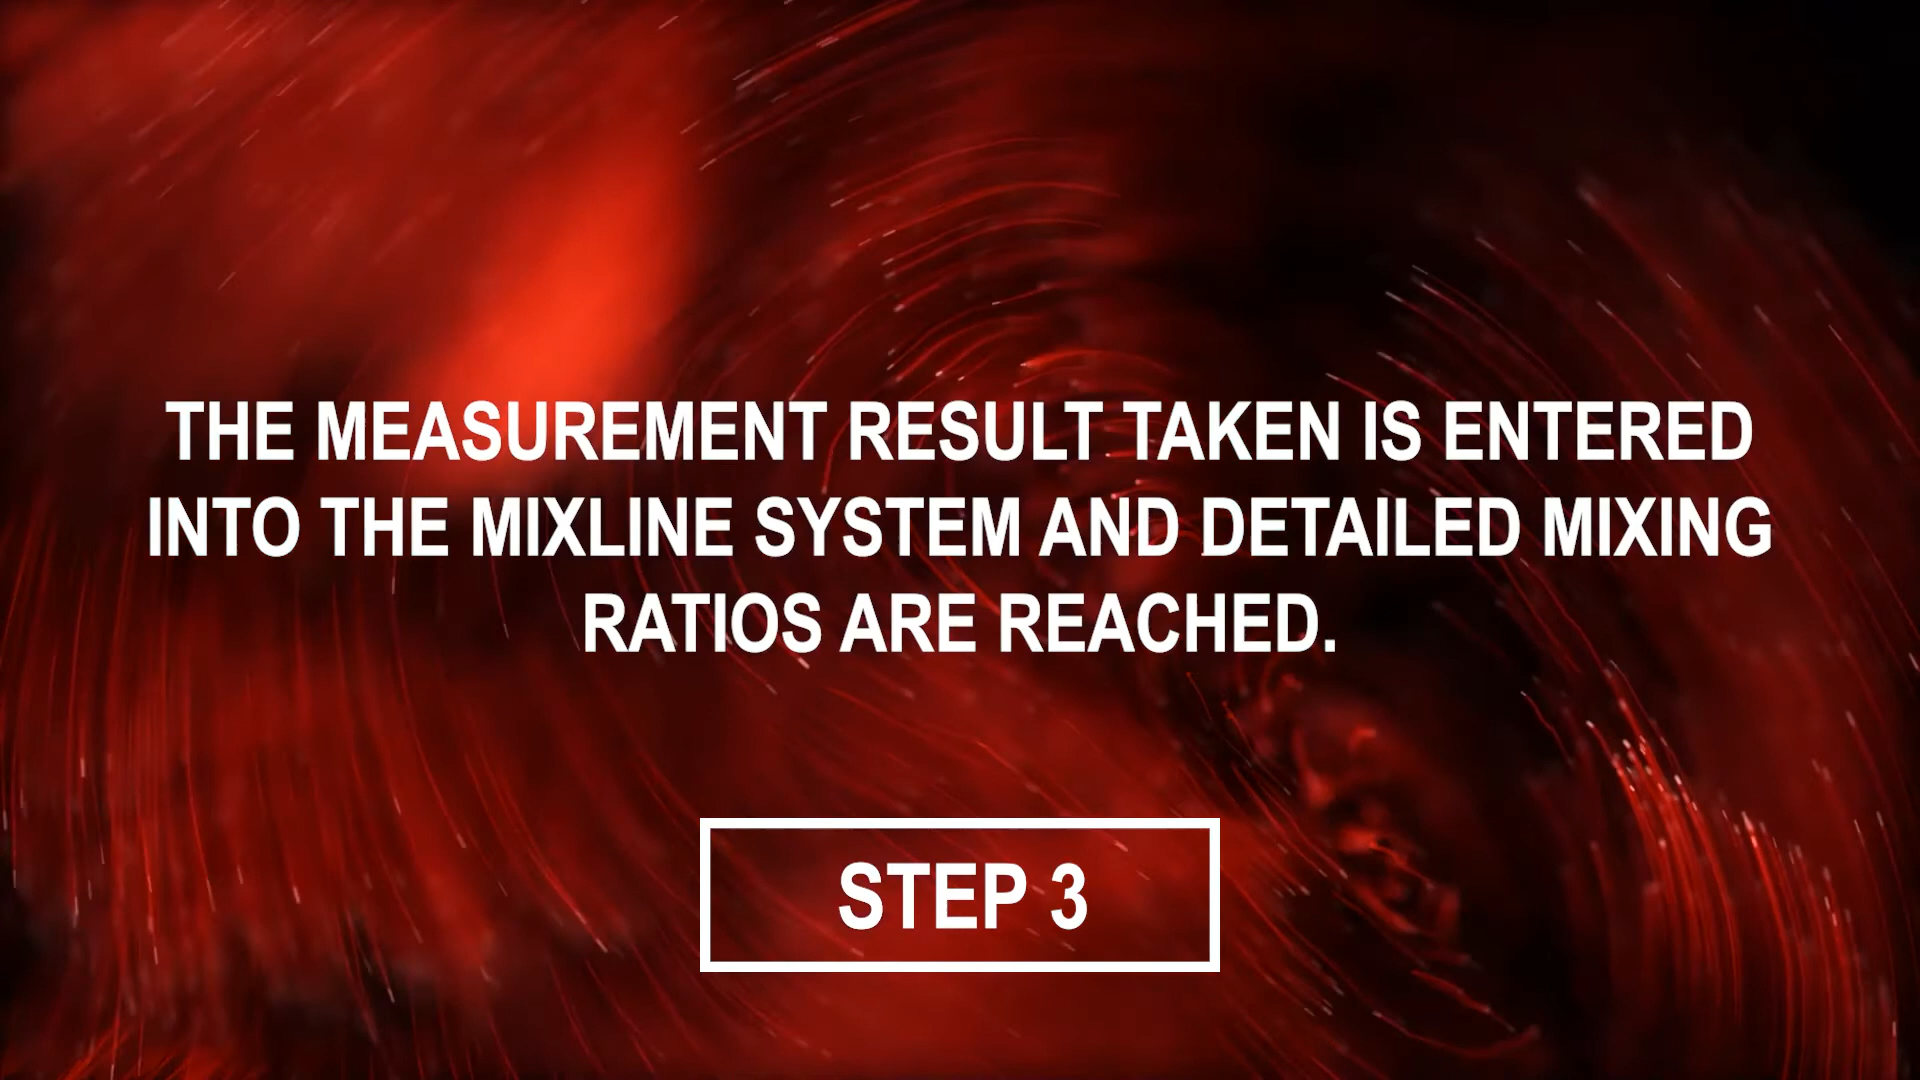 THE MEASUREMENT RESULT TAKEN IS ENTERED
INTO THE MIXLINE SYSTEM AND DETAILED MIXING
RATIOS ARE REACHED.
STEP 3